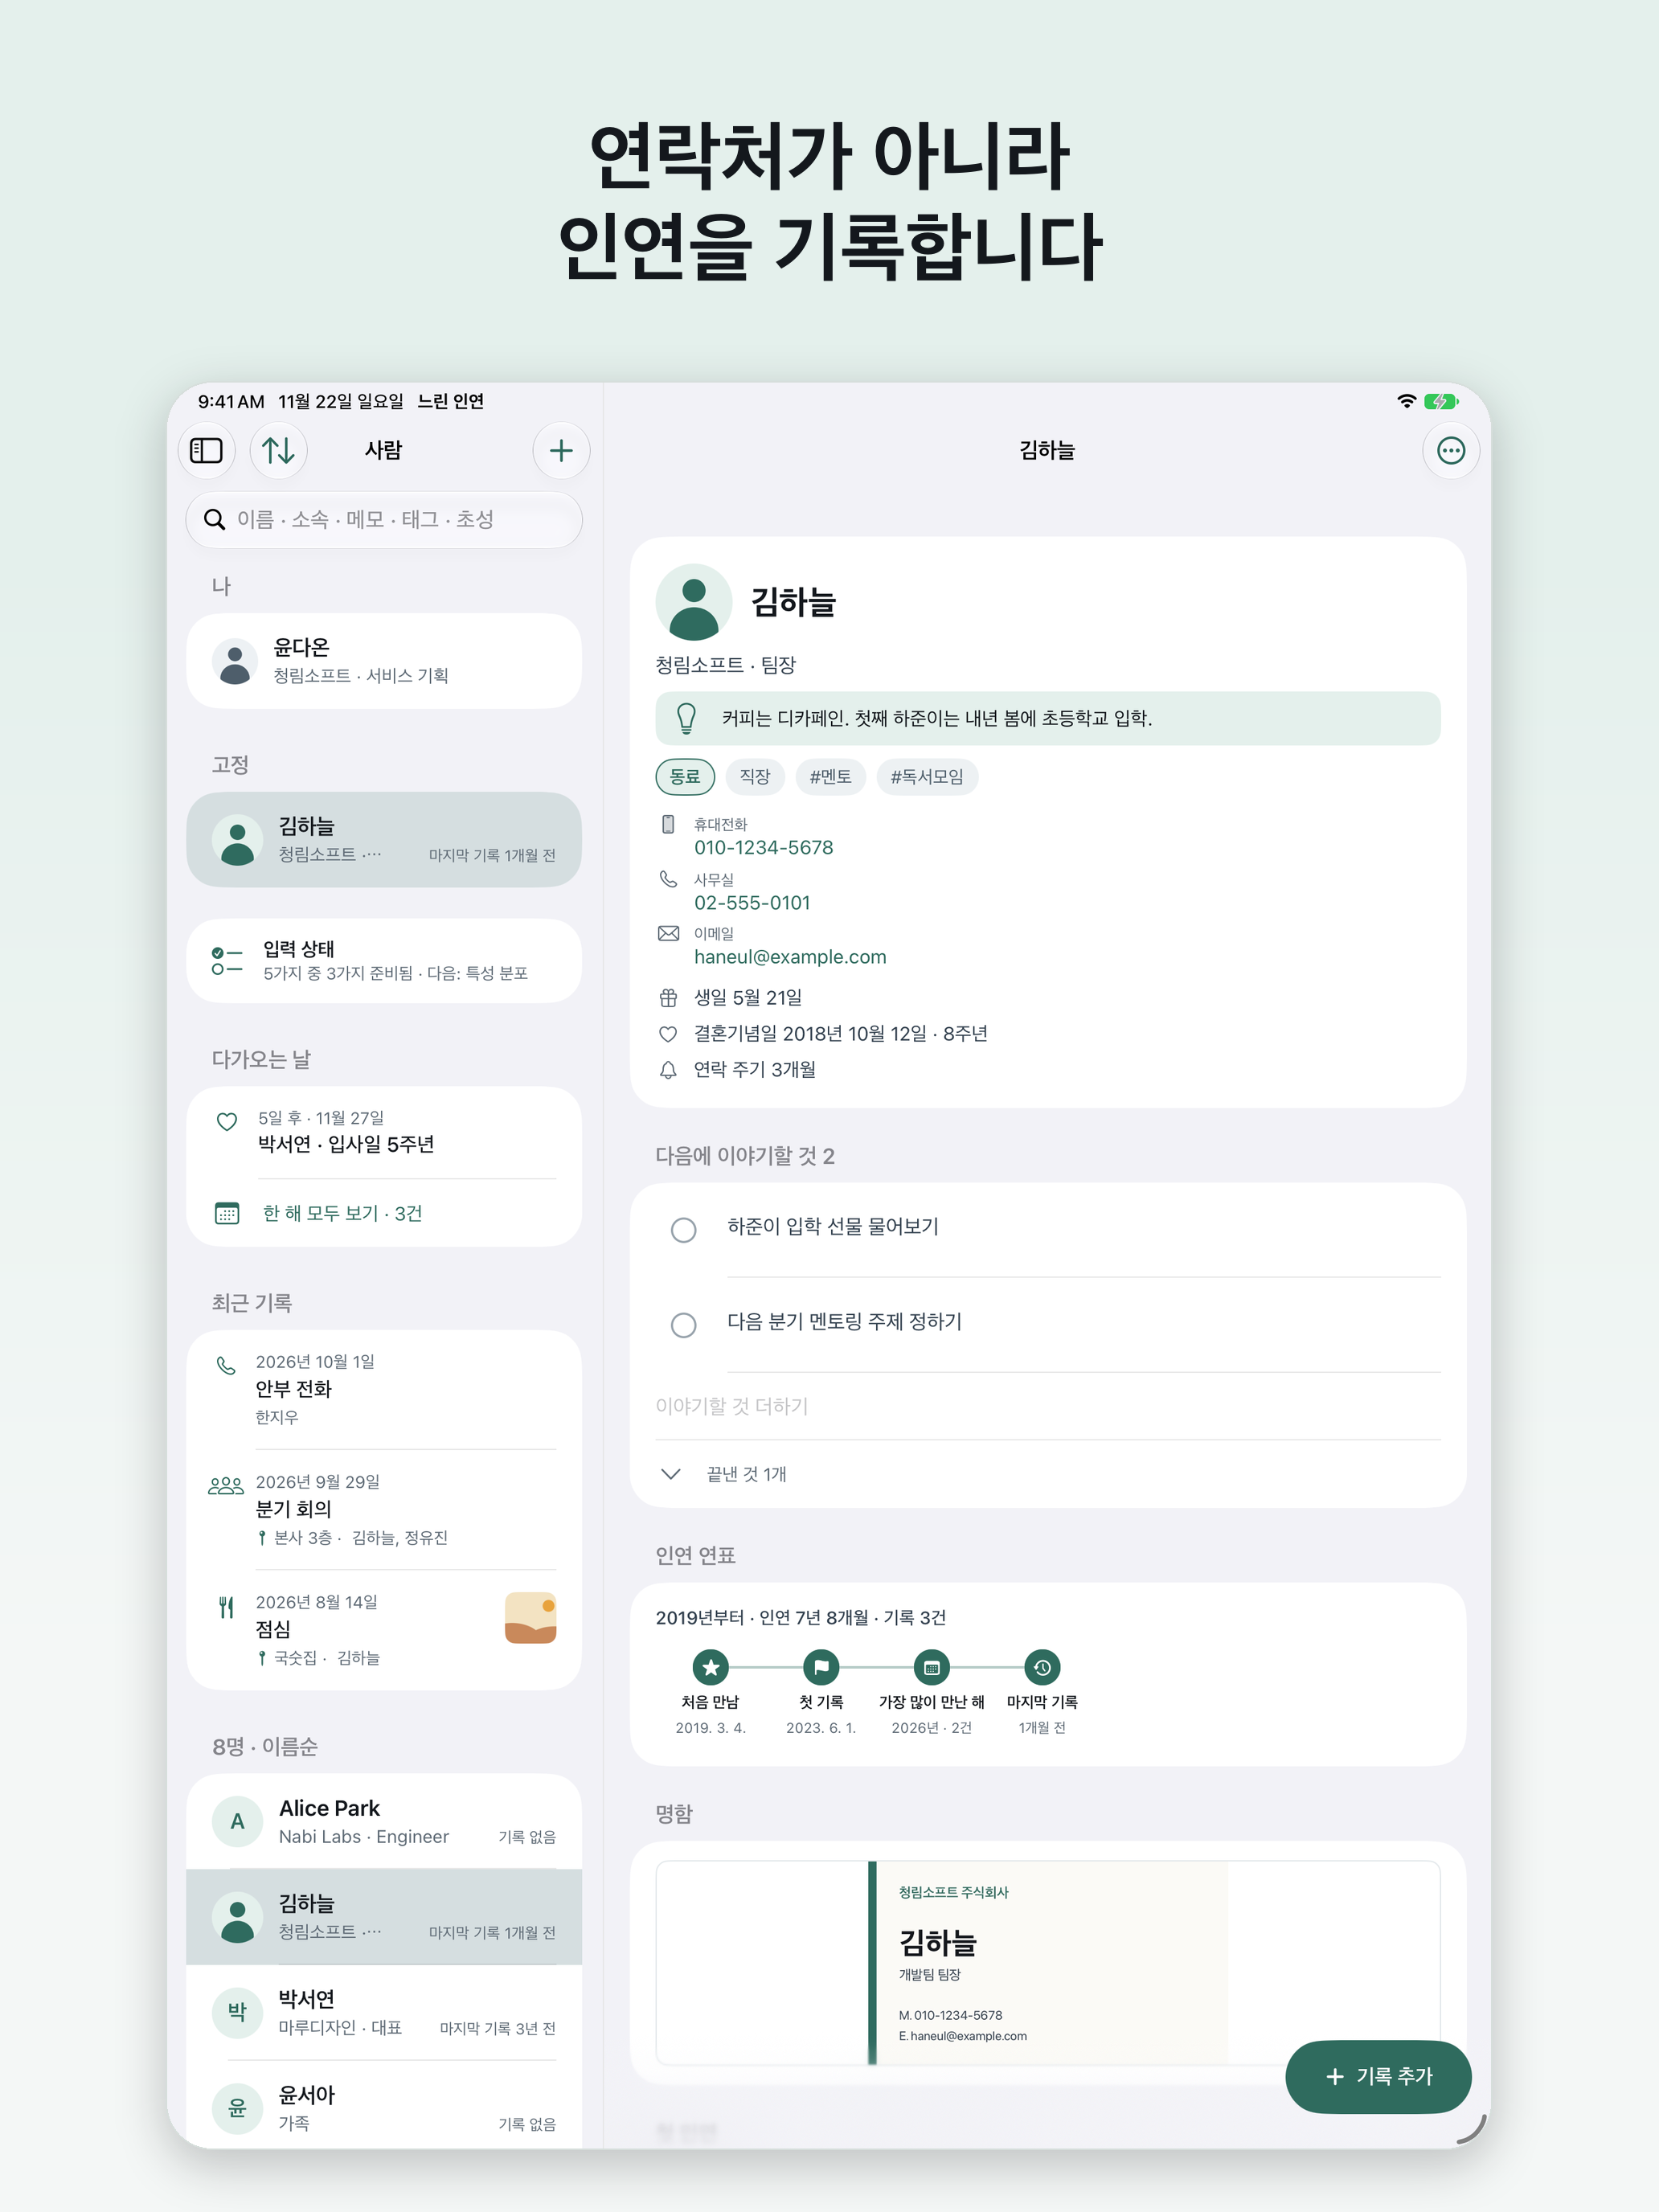 연락처가 아니라
인연을 기록합니다
9:41 AM 11월 22일 일요일 느린 인연
사람
이름 · 소속 · 메모 · 태그 · 초성
나
윤다온
청림소프트 · 서비스 기획
고정
김하늘
청림소프트 ·… 마지막 기록 1개월 전
입력 상태
5가지 중 3가지 준비됨 · 다음: 특성 분포
다가오는 날
5일 후 · 11월 27일
박서연 · 입사일 5주년
한 해 모두 보기 · 3건
최근 기록
2026년 10월 1일
안부 전화
한지우
2026년 9월 29일
분기 회의
본사 3층 · 김하늘, 정유진
2026년 8월 14일
점심
국숫집 · 김하늘
8명 · 이름순
A
Alice Park
Nabi Labs · Engineer 기록 없음
김하늘
청림소프트 ·… 마지막 기록 1개월 전
박
박서연
마루디자인 · 대표 마지막 기록 3년 전
윤
윤서아
가족 기록 없음
김하늘
김하늘
청림소프트 · 팀장
커피는 디카페인. 첫째 하준이는 내년 봄에 초등학교 입학.
동료 직장 #멘토 #독서모임
휴대전화
010-1234-5678
사무실
02-555-0101
이메일
haneul@example.com
생일 5월 21일
결혼기념일 2018년 10월 12일 · 8주년
연락 주기 3개월
다음에 이야기할 것 2
하준이 입학 선물 물어보기
다음 분기 멘토링 주제 정하기
이야기할 것 더하기
끝낸 것 1개
인연 연표
2019년부터 · 인연 7년 8개월 · 기록 3건
처음 만남 첫 기록 가장 많이 만난 해 마지막 기록
2019. 3. 4. 2023. 6. 1. 2026년 · 2건 1개월 전
명함
청림소프트 주식회사
김하늘
개발팀 팀장
M. 010-1234-5678
E. haneul@example.com
+ 기록 추가